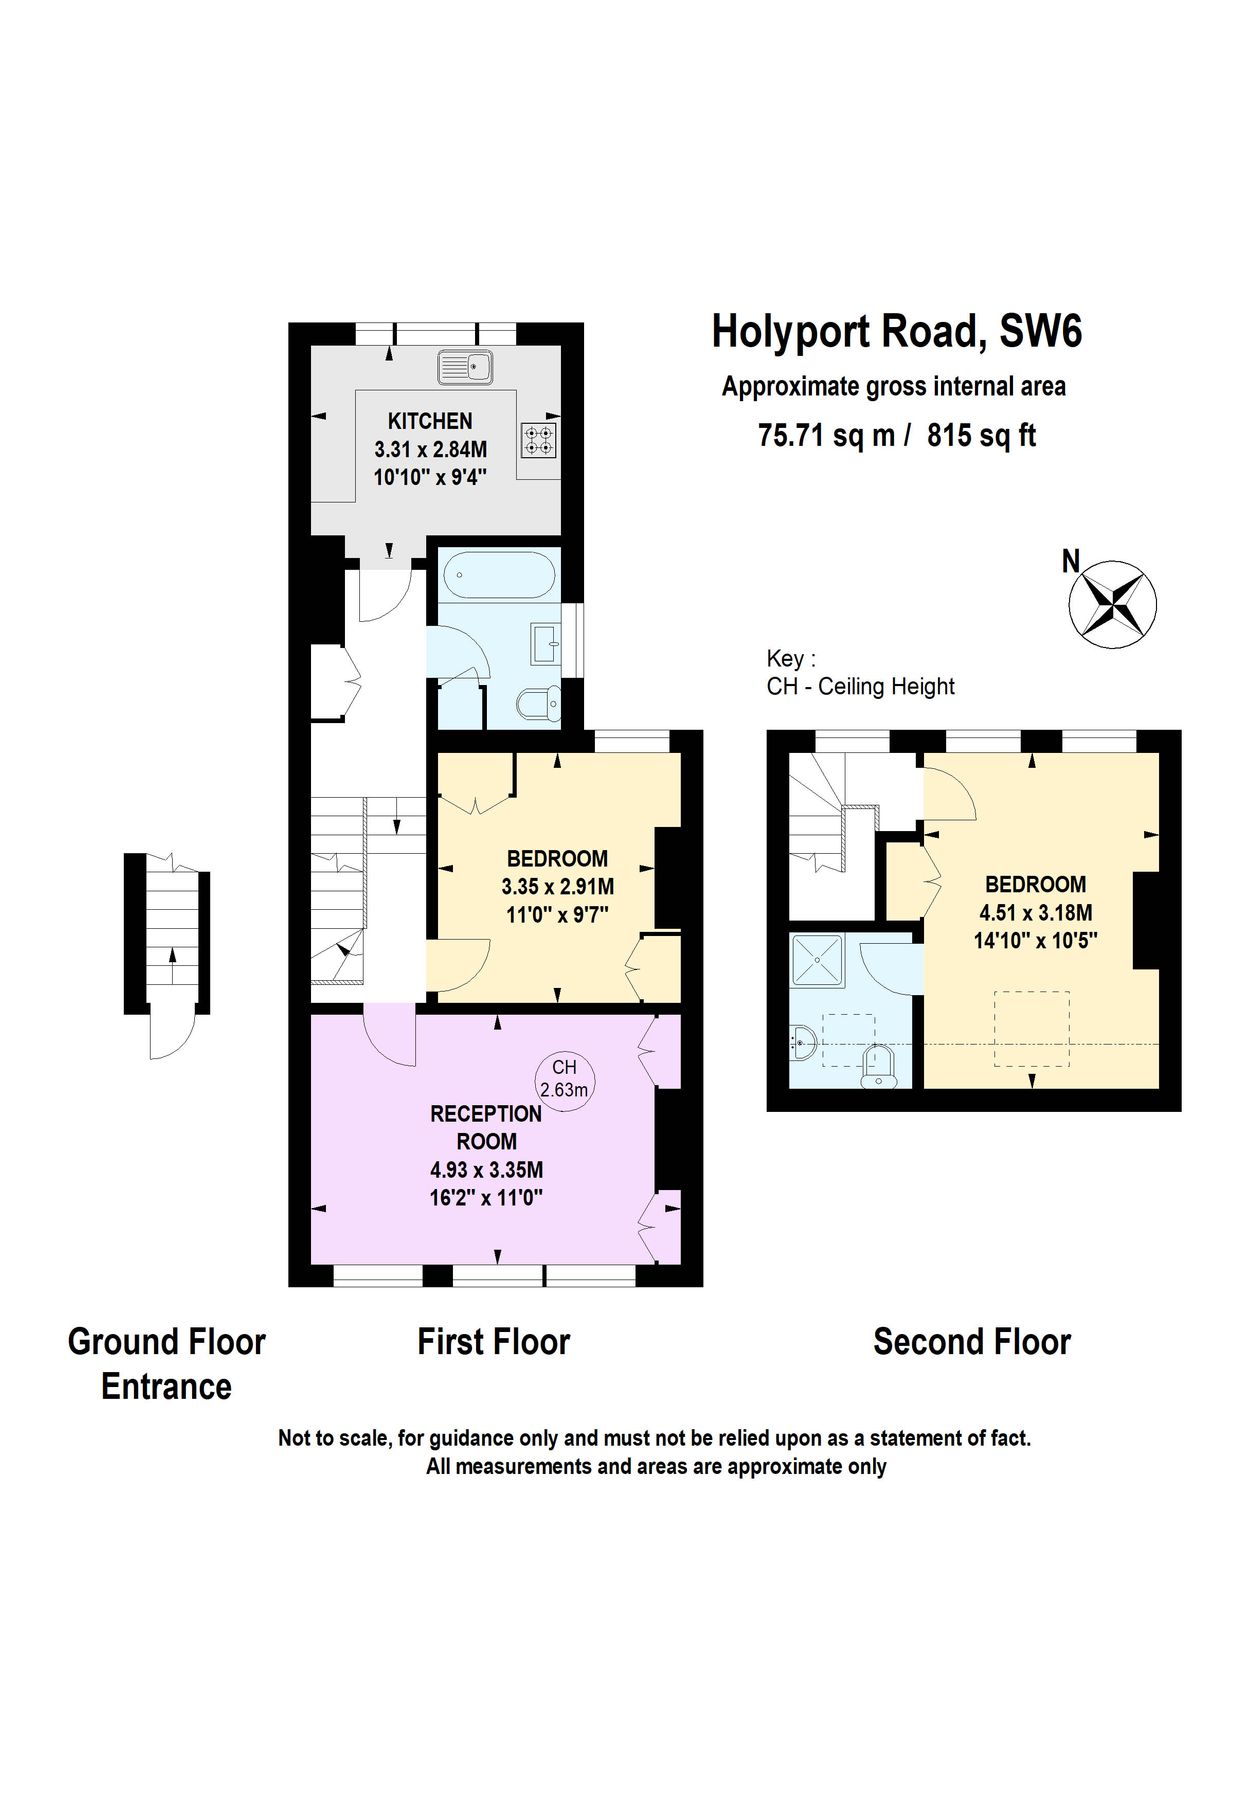 Holyport Road, SW6
Approximate gross internal area
75.71 sq m / 815 sq ft
KITCHEN
3.31 x 2.84M
10'10" x 9'4"
N
Key :
CH - Ceiling Height
BEDROOM
3.35 x 2.91M
11'0" x 9'7"
BEDROOM
4.51 x 3.18M
14'10" x 10'5"
CH
2.63m
RECEPTION
ROOM
4.93 x 3.35M
16'2" x 11'0"
Ground Floor
Entrance
First Floor
Second Floor
Not to scale, for guidance only and must not be relied upon as a statement of fact.
All measurements and areas are approximate only